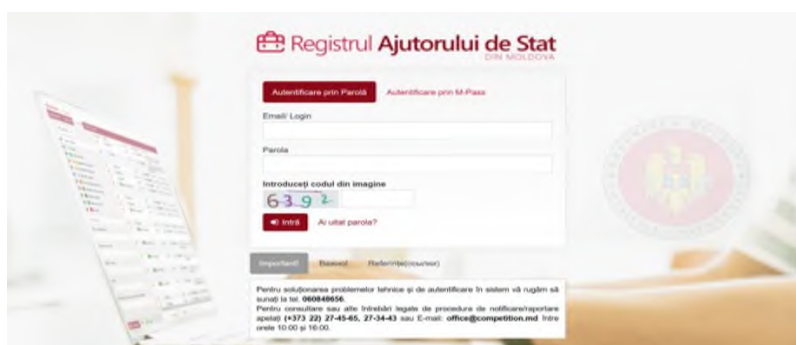 Registrul Ajutorului de Stat
DIN MOLDOVA
Autentificare prin Parolă Autentificare prin M-Pass
Email/ Login
Parola
Introduceți codul din imagine
6392
Intră Ai uitat parola?
Important!
Pentru soluționarea problemelor tehnice și de autentificare în sistem vă rugăm să
sunați la tel. 060848656.
Pentru consultare sau alte întrebări legate de procedura de notificare/raportare
apelați (+373 22) 27-45-65, 27-34-43 sau E-mail: office@competition.md între
orele 10:00 și 16:00.